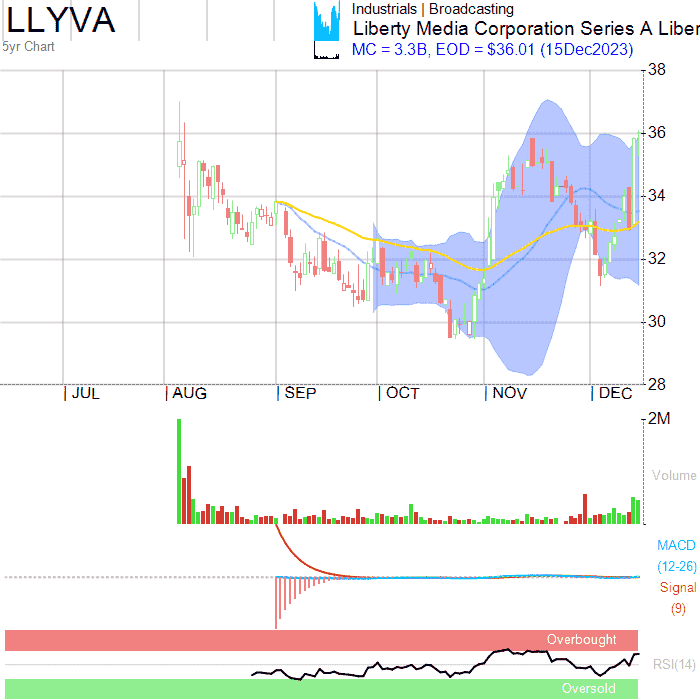 LLYVA
5yr Chart
Industrials | Broadcasting
Liberty Media Corporation Series A Liber
MC = 3.3B, EOD = $36.01 (15Dec2023)
38
36
34
32
30
28
| JUL | AUG | SEP | OCT | NOV | DEC
2M
Volume
MACD
(12-26)
Signal
(9)
Overbought
RSI(14)
Oversold